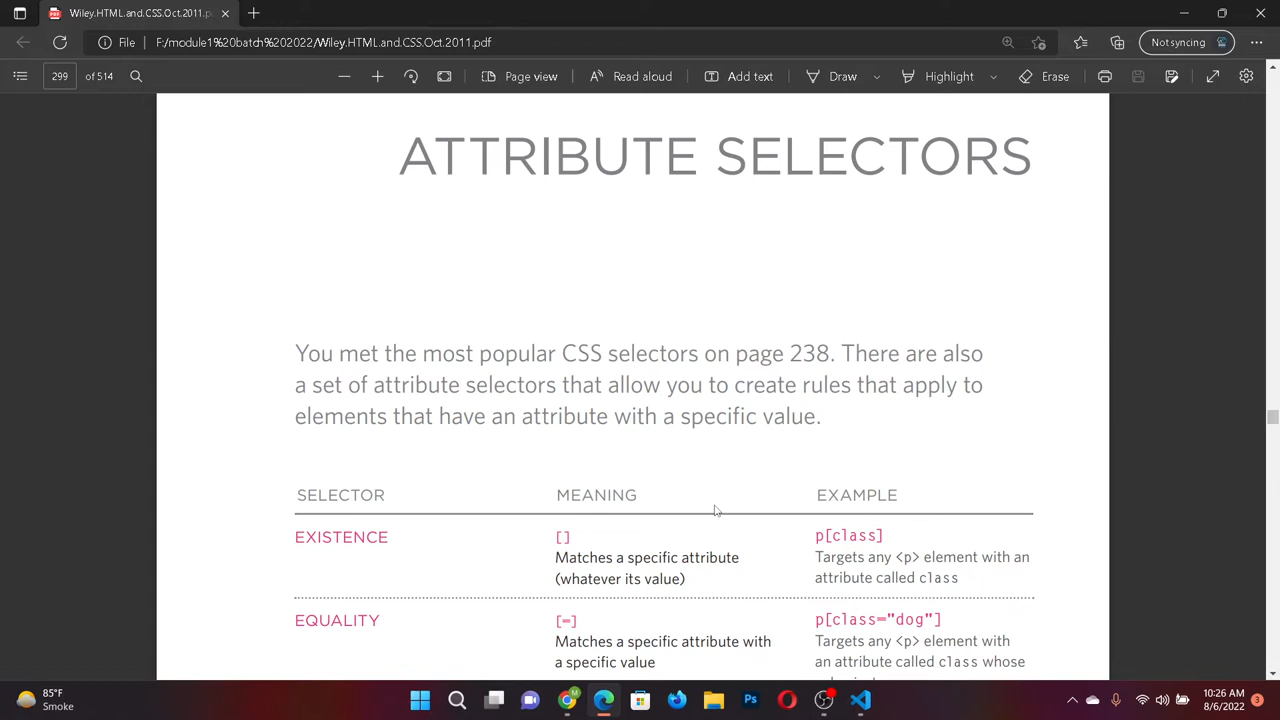 Wiley.HTML.and.CSS.Oct.2011.p
File F:/module1%20batch%202022/Wiley.HTML.and.CSS.Oct.2011.pdf Not syncing
299 of 514 Page view Read aloud Add text Draw Highlight Erase
ATTRIBUTE SELECTORS
You met the most popular CSS selectors on page 238. There are also
a set of attribute selectors that allow you to create rules that apply to
elements that have an attribute with a specific value.
SELECTOR MEANING EXAMPLE
EXISTENCE [] p[class]
Matches a specific attribute Targets any <p> element with an
(whatever its value) attribute called class
EQUALITY [=] p[class="dog"]
Matches a specific attribute with Targets any <p> element with
a specific value an attribute called class whose
85°F 10:26 AM
Smoke 8/6/2022